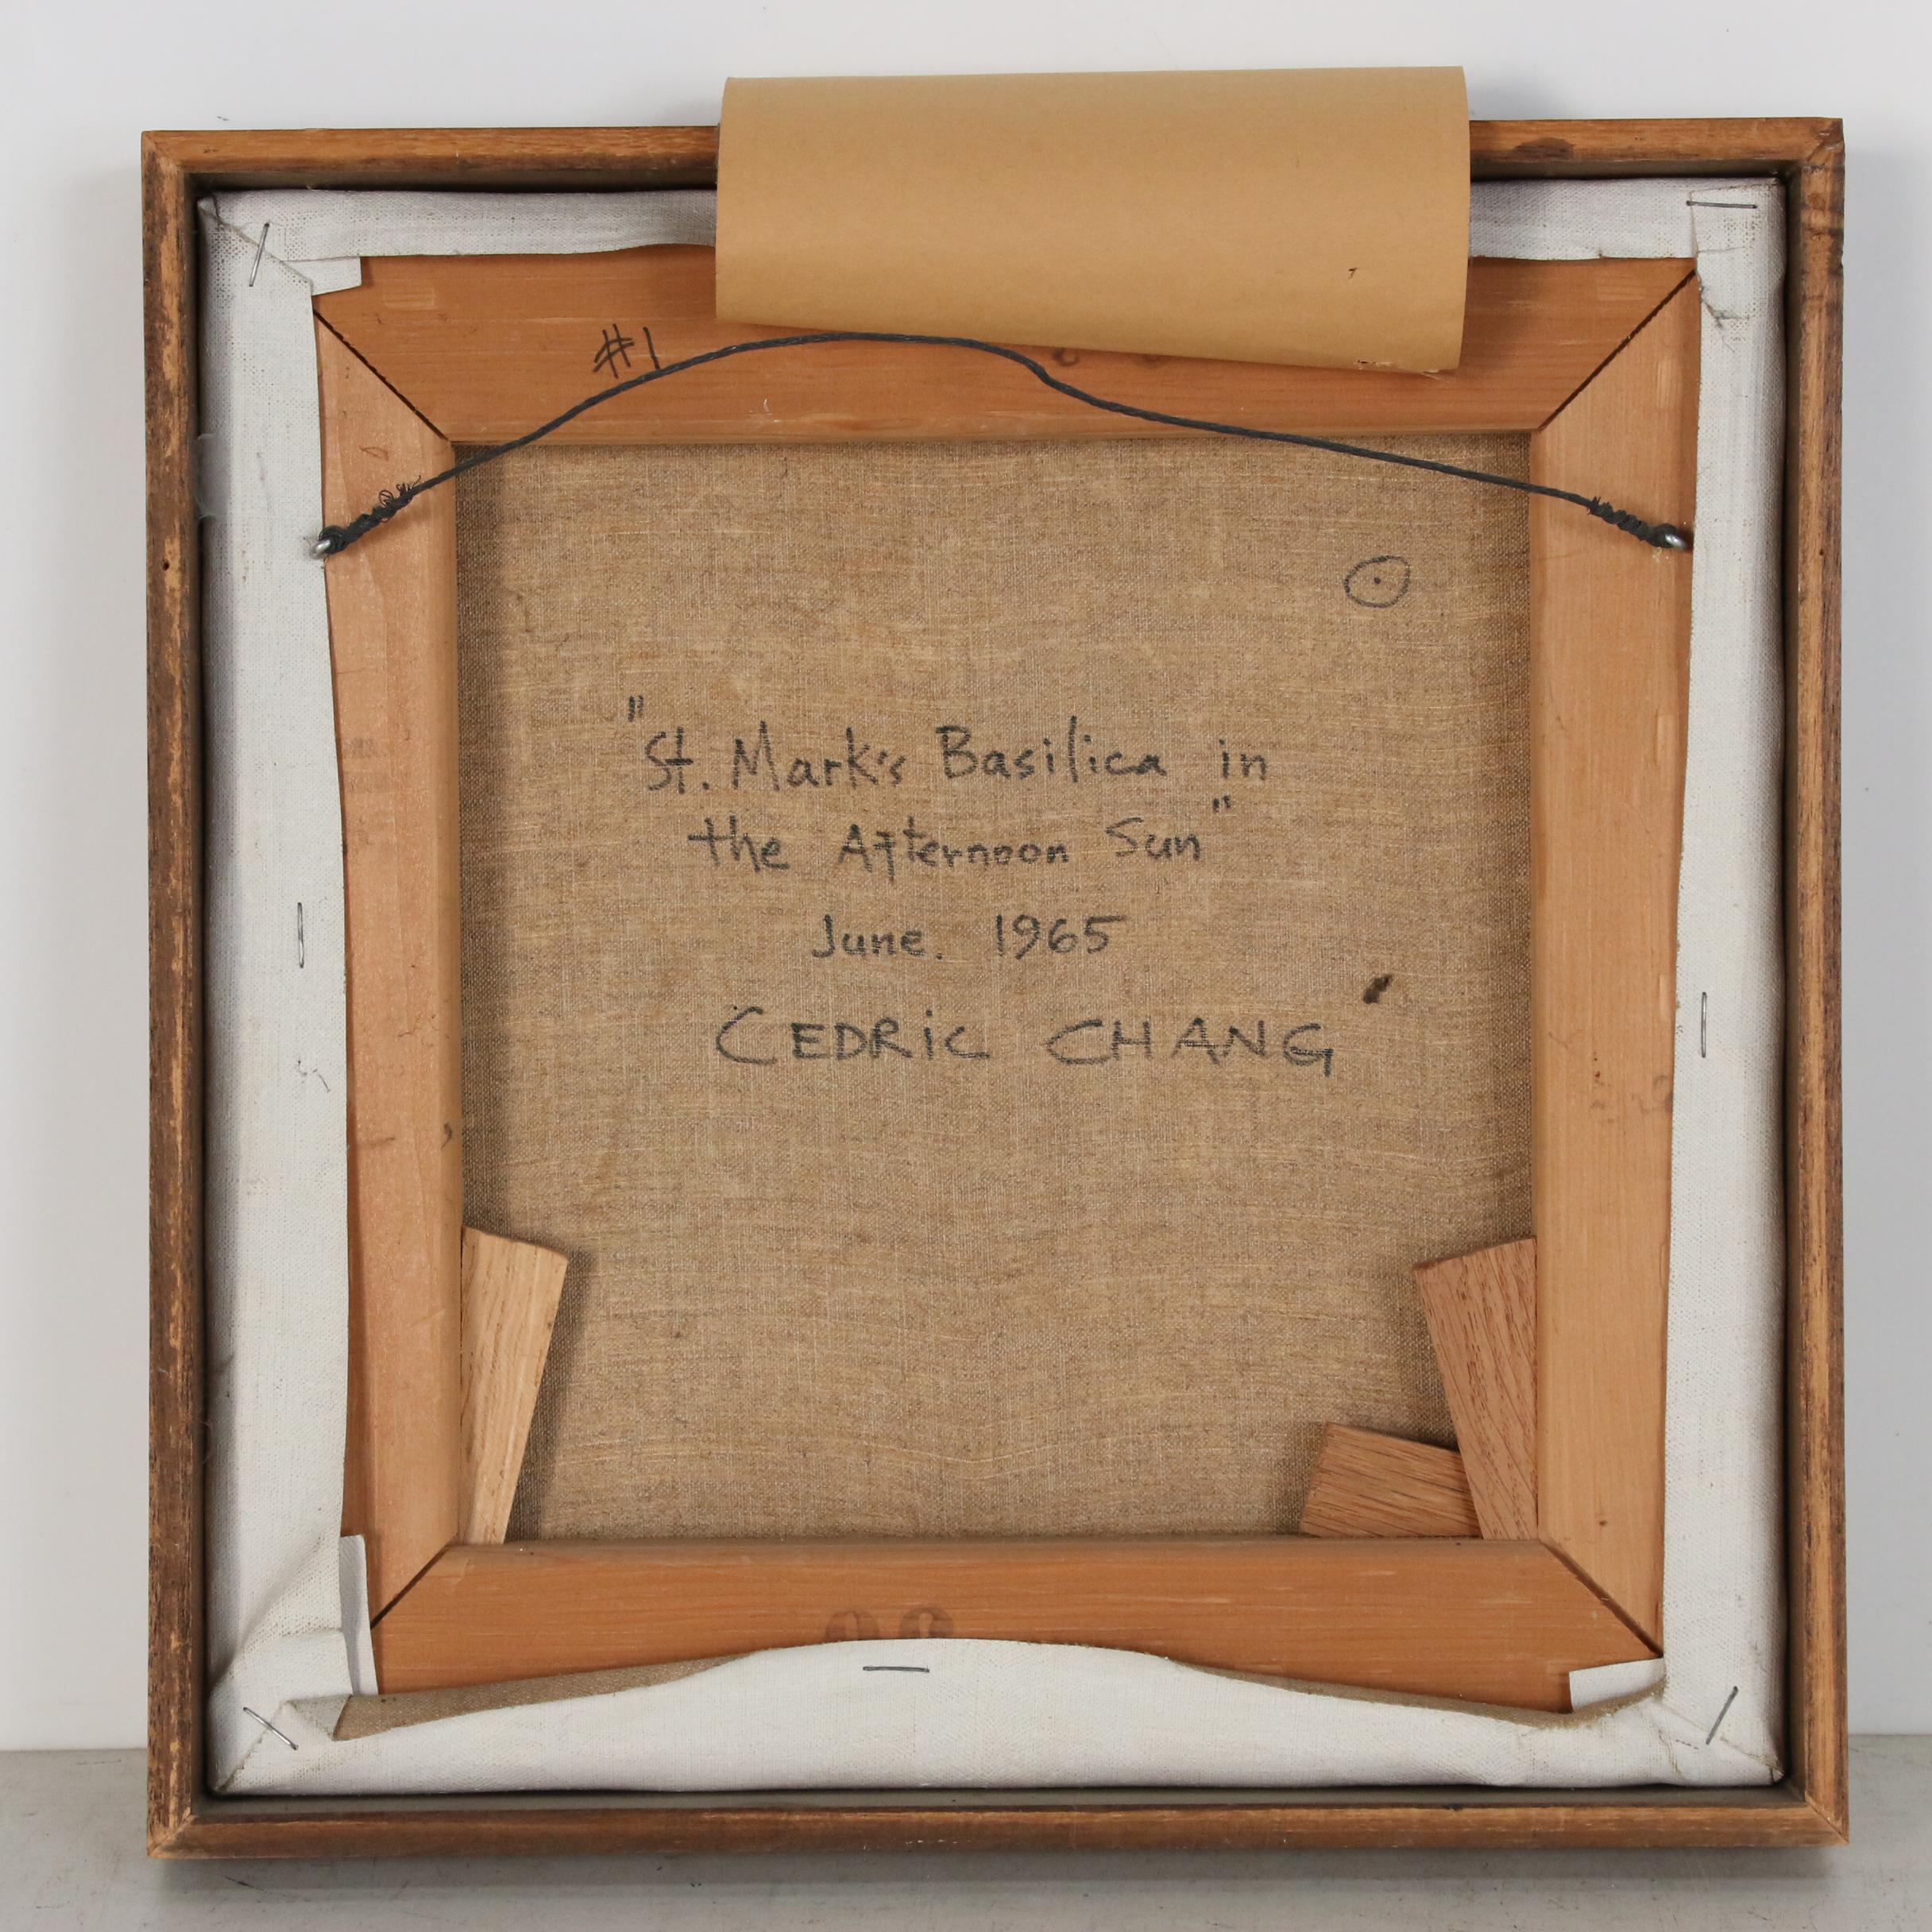 #1
"St. Mark's Basilica in
the Afternoon Sun"
June. 1965
CEDRIC CHANG